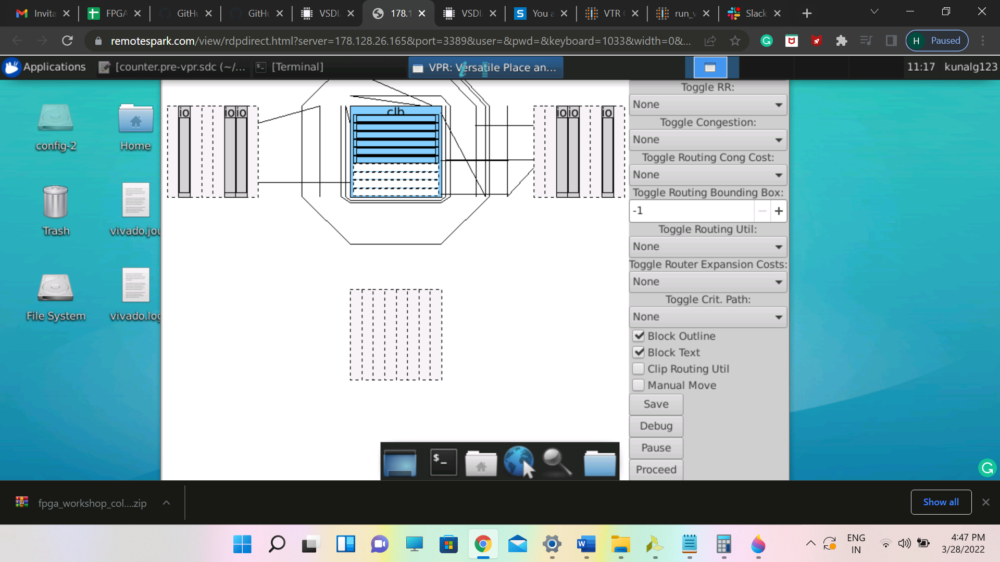 Invita
FPGA
GitHu
GitHu
VSDI
178.1
VSDI
You a
VTR
run_v
Slack
remotespark.com/view/rdpdirect.html?server=178.128.26.165&port=3389&user=&pwd=&keyboard=1033&width=0&...
H Paused
Applications
[counter.pre-vpr.sdc (~/...
[Terminal]
VPR: Versatile Place an...
11:17 kunalg123
config-2
Home
Trash
vivado.jou
File System
vivado.log
io
io io
clb
io io
io
Toggle RR:
None
Toggle Congestion:
None
Toggle Routing Cong Cost:
None
Toggle Routing Bounding Box:
-1
Toggle Routing Util:
None
Toggle Router Expansion Costs:
None
Toggle Crit. Path:
None
Block Outline
Block Text
Clip Routing Util
Manual Move
Save
Debug
Pause
Proceed
$_
fpga_workshop_col....zip
Show all
ENG
IN
4:47 PM
3/28/2022